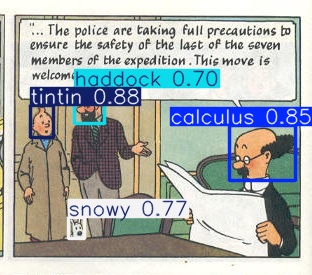 "... The police are taking full precautions to
ensure the safety of the last of the seven
members of the expedition. This move is
welcom
haddock 0.70
tintin 0.88
calculus 0.85
snowy 0.77